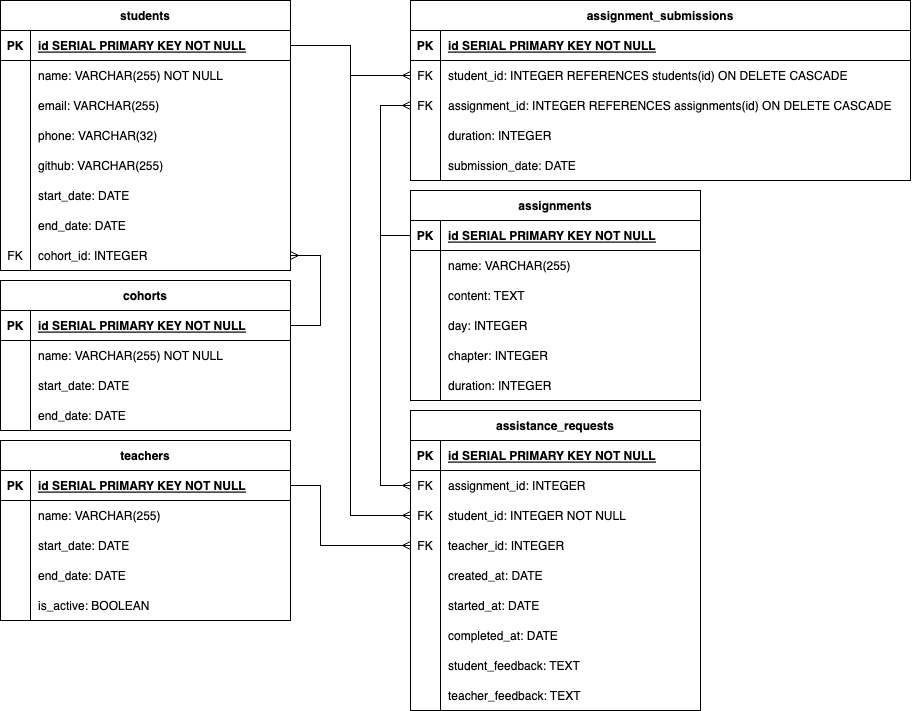 students
PK id SERIAL PRIMARY KEY NOT NULL
name: VARCHAR(255) NOT NULL
email: VARCHAR(255)
phone: VARCHAR(32)
github: VARCHAR(255)
start_date: DATE
end_date: DATE
FK cohort_id: INTEGER
cohorts
PK id SERIAL PRIMARY KEY NOT NULL
name: VARCHAR(255) NOT NULL
start_date: DATE
end_date: DATE
teachers
PK id SERIAL PRIMARY KEY NOT NULL
name: VARCHAR(255)
start_date: DATE
end_date: DATE
is_active: BOOLEAN
assignment_submissions
PK id SERIAL PRIMARY KEY NOT NULL
FK student_id: INTEGER REFERENCES students(id) ON DELETE CASCADE
FK assignment_id: INTEGER REFERENCES assignments(id) ON DELETE CASCADE
duration: INTEGER
submission_date: DATE
assignments
PK id SERIAL PRIMARY KEY NOT NULL
name: VARCHAR(255)
content: TEXT
day: INTEGER
chapter: INTEGER
duration: INTEGER
assistance_requests
PK id SERIAL PRIMARY KEY NOT NULL
FK assignment_id: INTEGER
FK student_id: INTEGER NOT NULL
FK teacher_id: INTEGER
created_at: DATE
started_at: DATE
completed_at: DATE
student_feedback: TEXT
teacher_feedback: TEXT